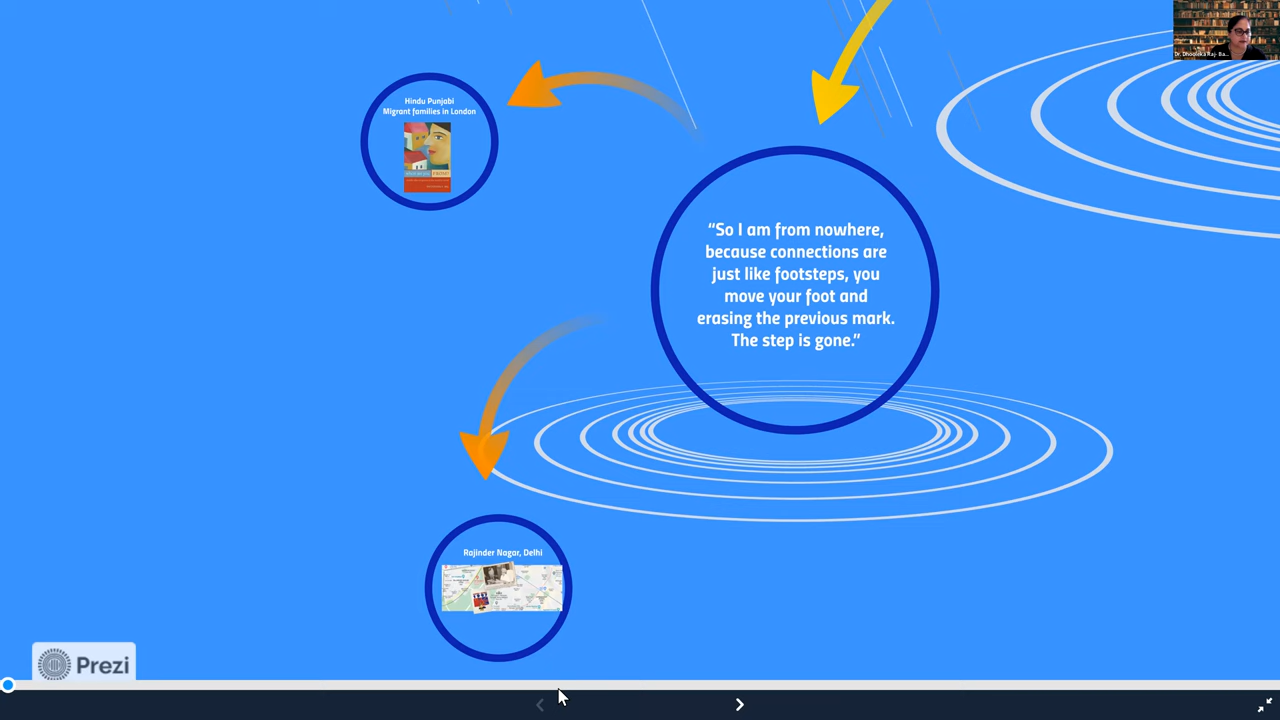 Hindu Punjabi
Migrant families in London
“So I am from nowhere,
because connections are
just like footsteps, you
move your foot and
erasing the previous mark.
The step is gone.”
Rajinder Nagar, Delhi
Prezi